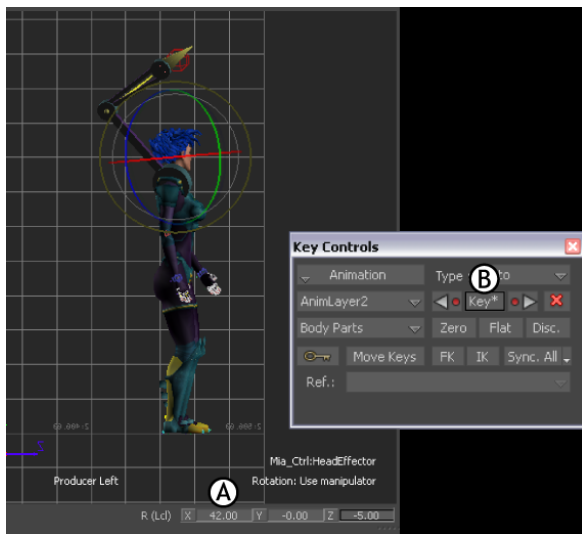 Key Controls
Animation
Type
AnimLayer2
Key*
Body Parts
Zero
Flat
Disc.
Move Keys
FK
IK
Sync. All
Ref.:
B
Mia_Ctrl:HeadEffector
Producer Left
Rotation: Use manipulator
A
R (Lcl)
X
42.00
Y
-0.00
Z
-5.00